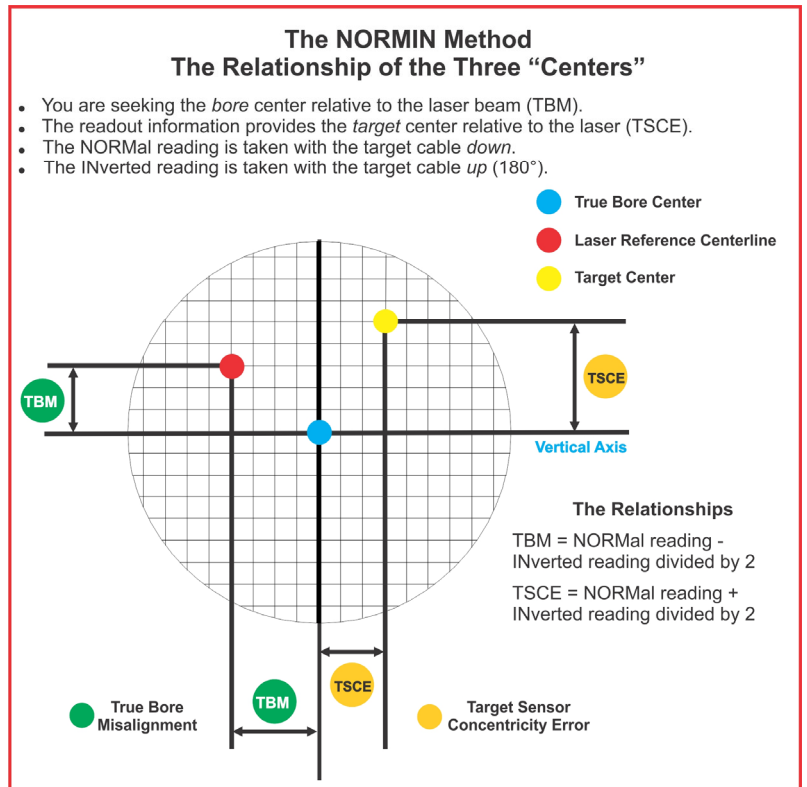 The NORMIN Method
The Relationship of the Three “Centers”
• You are seeking the bore center relative to the laser beam (TBM).
• The readout information provides the target center relative to the laser (TSCE).
• The NORMal reading is taken with the target cable down.
• The INverted reading is taken with the target cable up (180°).
True Bore Center
Laser Reference Centerline
Target Center
TBM
TSCE
Vertical Axis
The Relationships
TBM = NORMal reading -
INverted reading divided by 2
TSCE = NORMal reading +
INverted reading divided by 2
TSCE
TBM
True Bore
Misalignment
Target Sensor
Concentricity Error